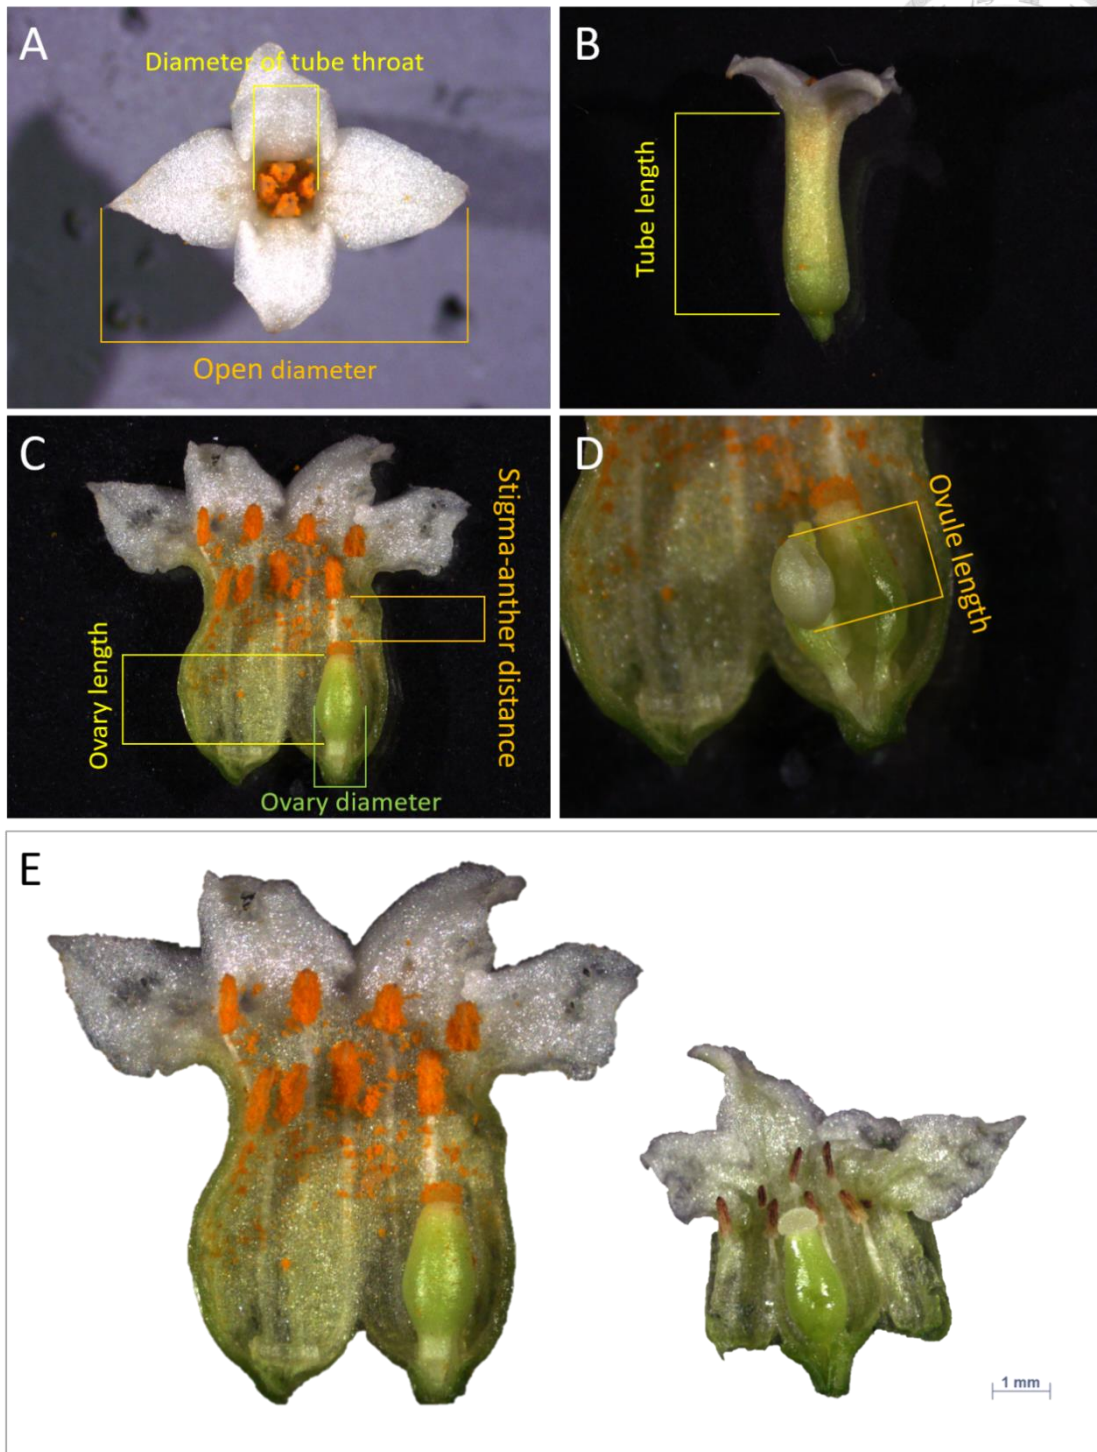 A
Diameter of tube throat
Open diameter
B
Tube length
C
Stigma-anther distance
Ovary length
Ovary diameter
D
Ovule length
E
1 mm